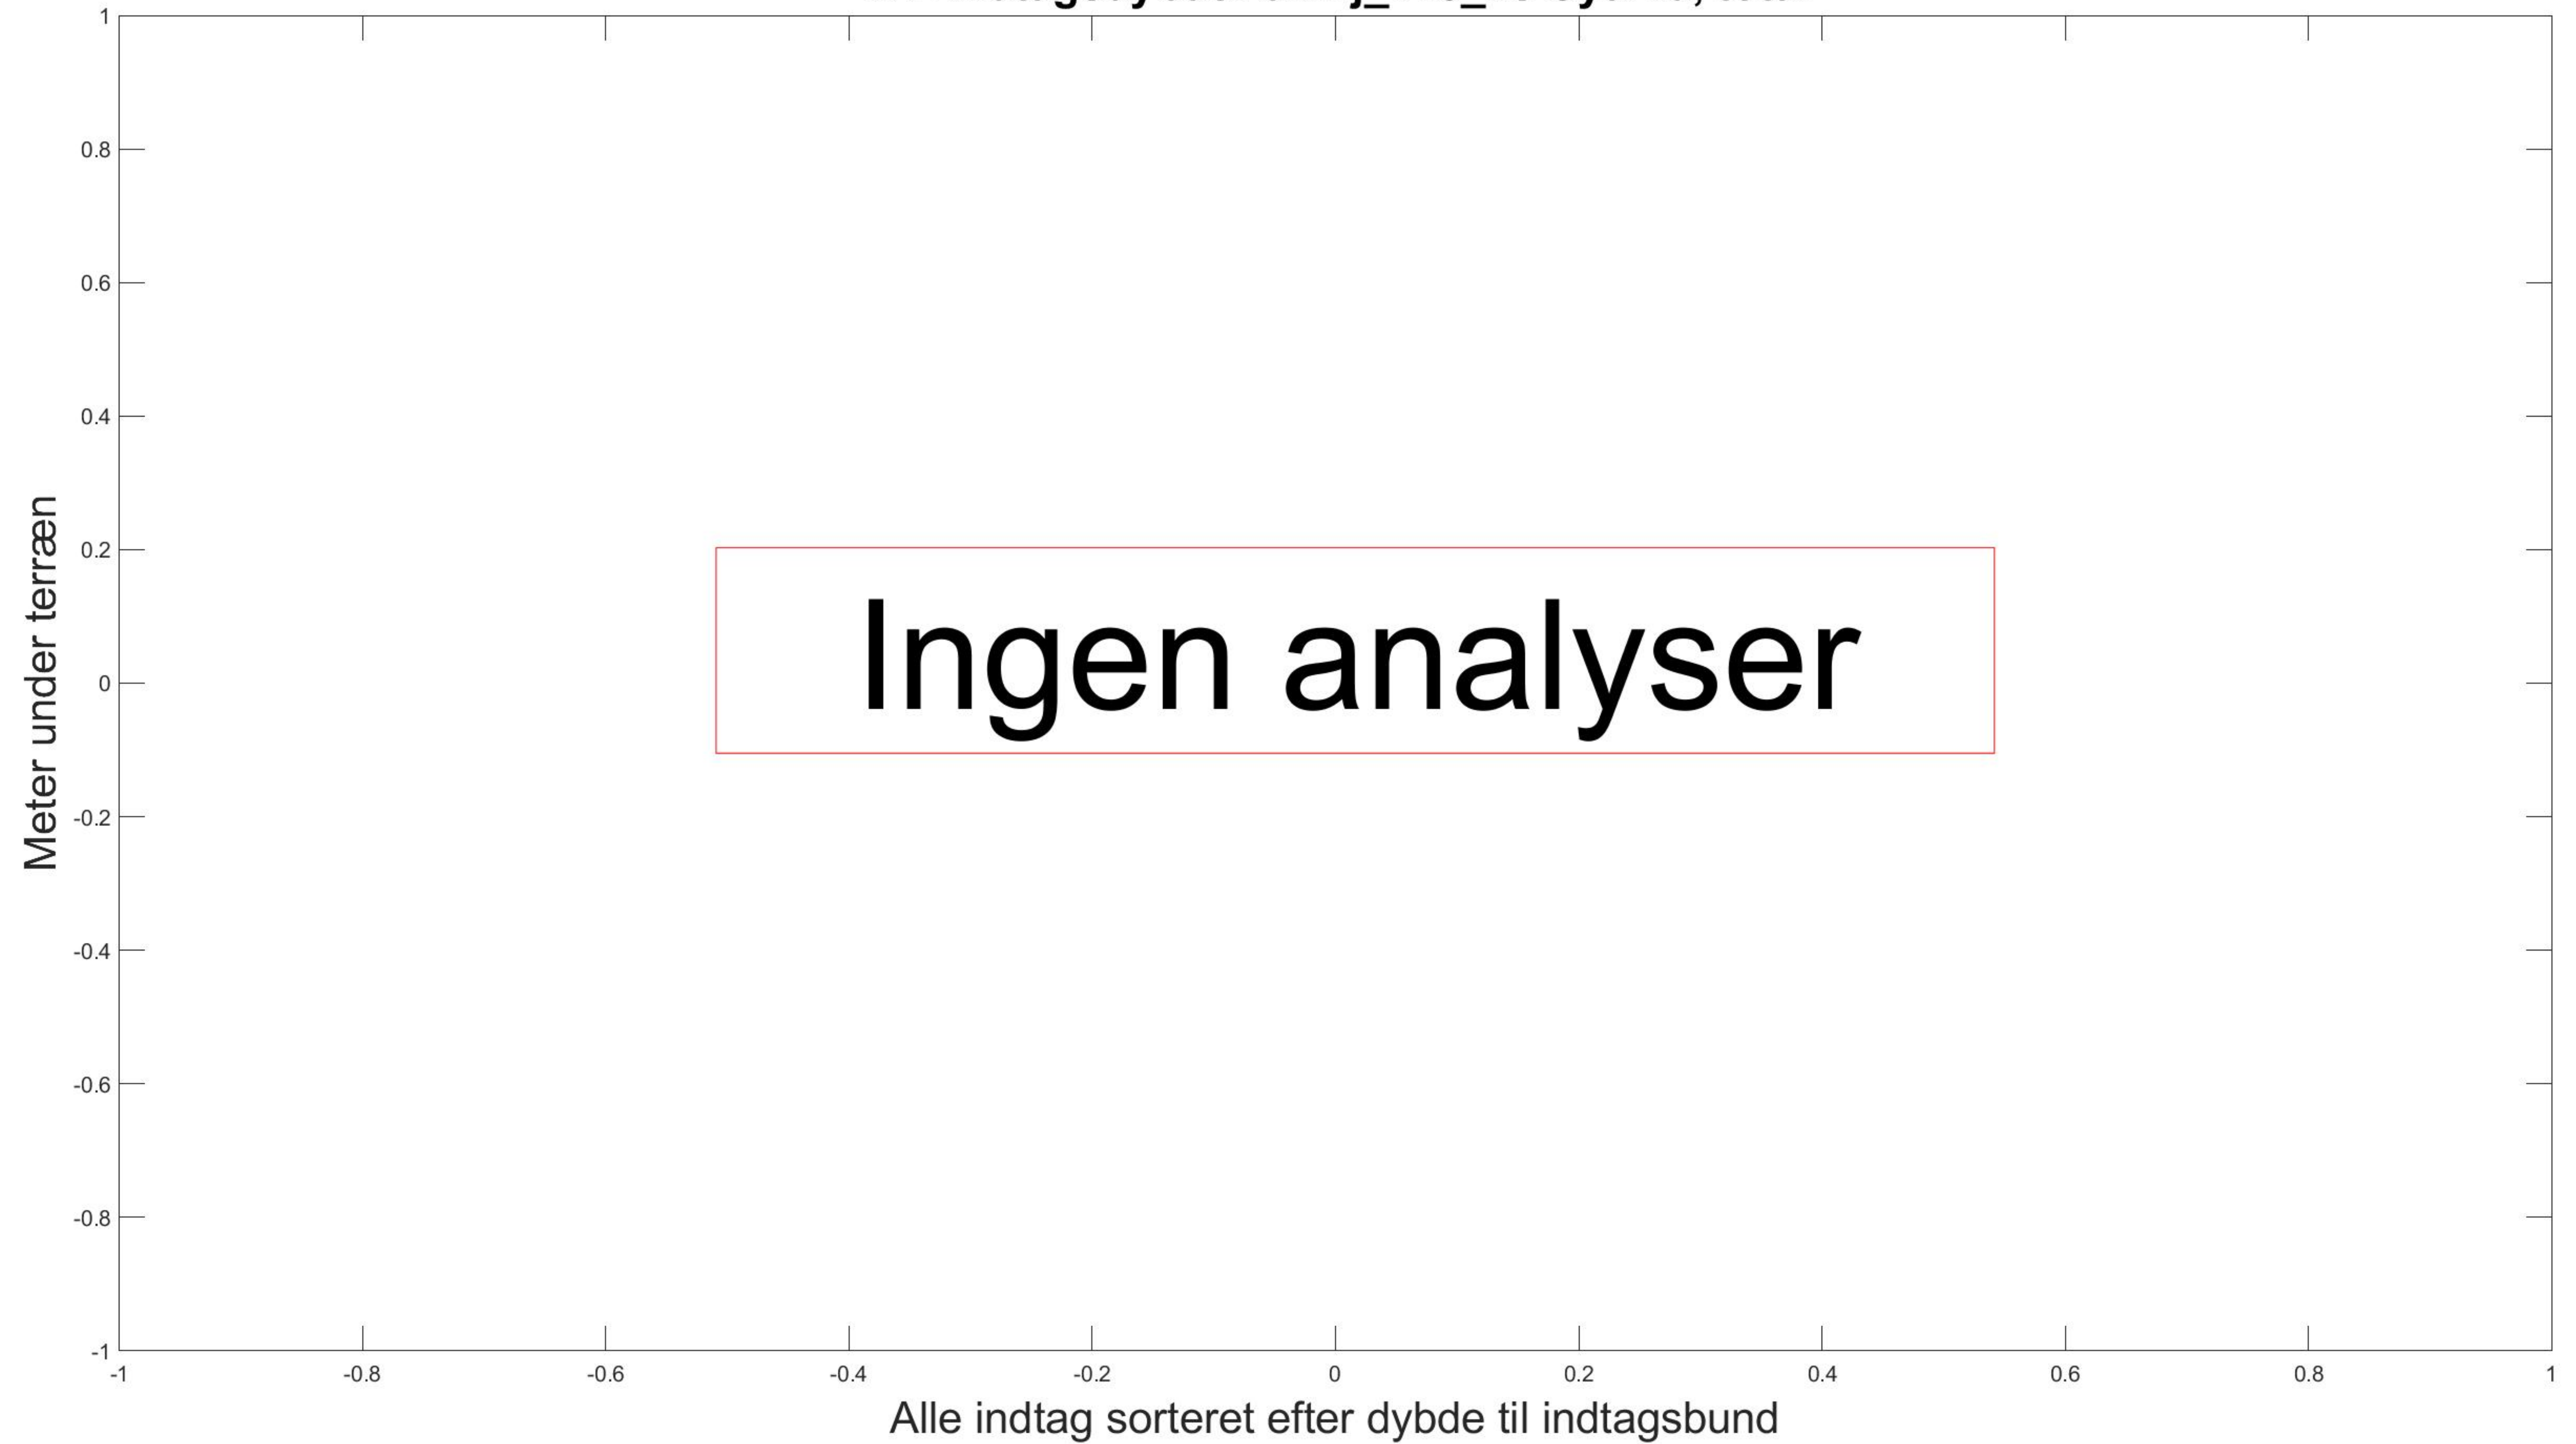 1
0.8
0.6
0.4
0.2
0
-0.2
-0.4
-0.6
-0.8
-1
Meter under terræn
Ingen analyser
-1 -0.8 -0.6 -0.4 -0.2 0 0.2 0.4 0.6 0.8 1
Alle indtag sorteret efter dybde til indtagsbund